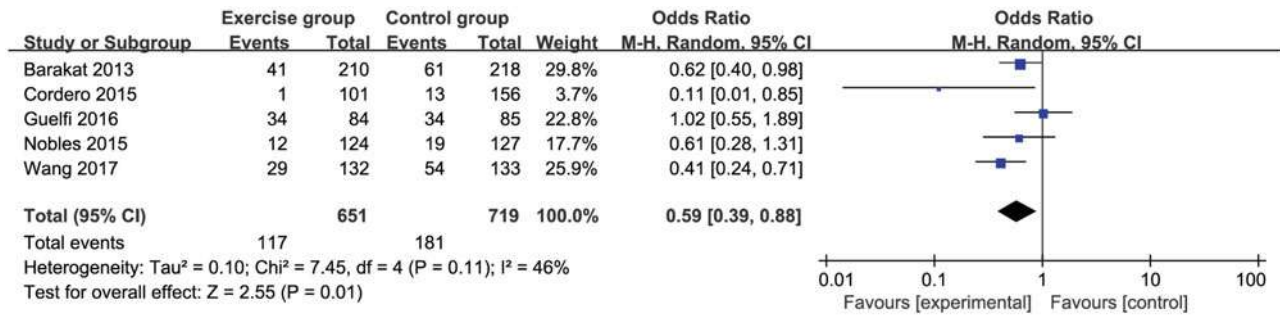 Exercise group Control group Odds Ratio Odds Ratio
Study or Subgroup Events Total Events Total Weight M-H, Random, 95% CI M-H, Random, 95% CI
Barakat 2013 41 210 61 218 29.8% 0.62 [0.40, 0.98]
Cordero 2015 1 101 13 156 3.7% 0.11 [0.01, 0.85]
Guelfi 2016 34 84 34 85 22.8% 1.02 [0.55, 1.89]
Nobles 2015 12 124 19 127 17.7% 0.61 [0.28, 1.31]
Wang 2017 29 132 54 133 25.9% 0.41 [0.24, 0.71]
Total (95% CI) 651 719 100.0% 0.59 [0.39, 0.88]
Total events 117 181
Heterogeneity: Tau² = 0.10; Chi² = 7.45, df = 4 (P = 0.11); I² = 46%
Test for overall effect: Z = 2.55 (P = 0.01)
0.01 0.1 1 10 100
Favours [experimental] Favours [control]